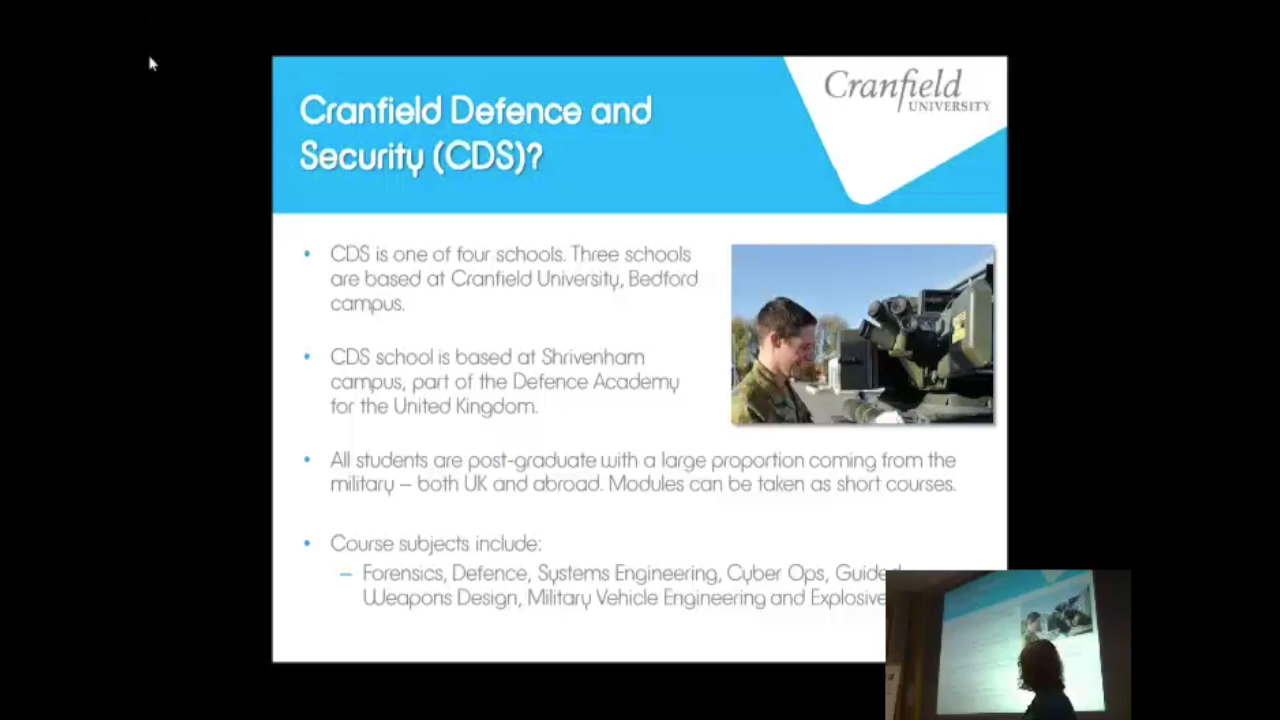 Cranfield Defence and
Security (CDS)?
Cranfield
UNIVERSITY
• CDS is one of four schools. Three schools
are based at Cranfield University, Bedford
campus.
• CDS school is based at Shrivenham
campus, part of the Defence Academy
for the United Kingdom.
• All students are post-graduate with a large proportion coming from the
military – both UK and abroad. Modules can be taken as short courses.
• Course subjects include:
– Forensics, Defence, Systems Engineering, Cyber Ops, Guided
Weapons Design, Military Vehicle Engineering and Explosive